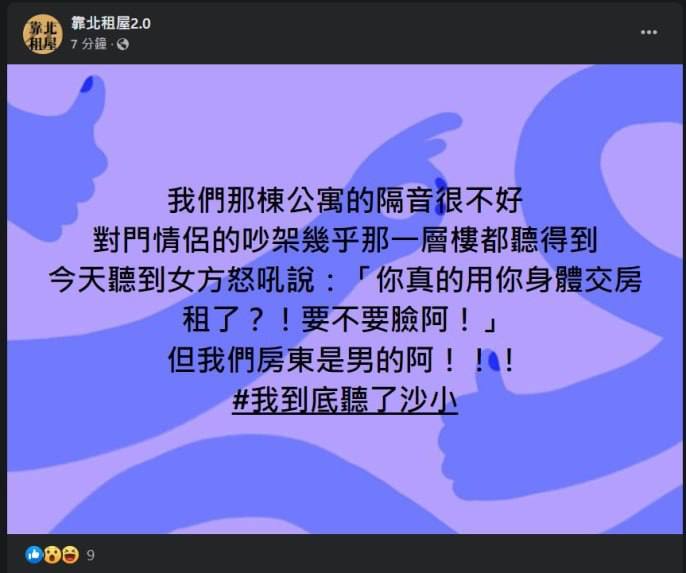 靠北租屋2.0
靠北
租屋
7 分鐘 ·
我們那棟公寓的隔音很不好
對門情侶的吵架幾乎那一層樓都聽得到
今天聽到女方怒吼說：「你真的用你身體交房
租了？！要不要臉阿！」
但我們房東是男的阿！！！
#我到底聽了沙小
9